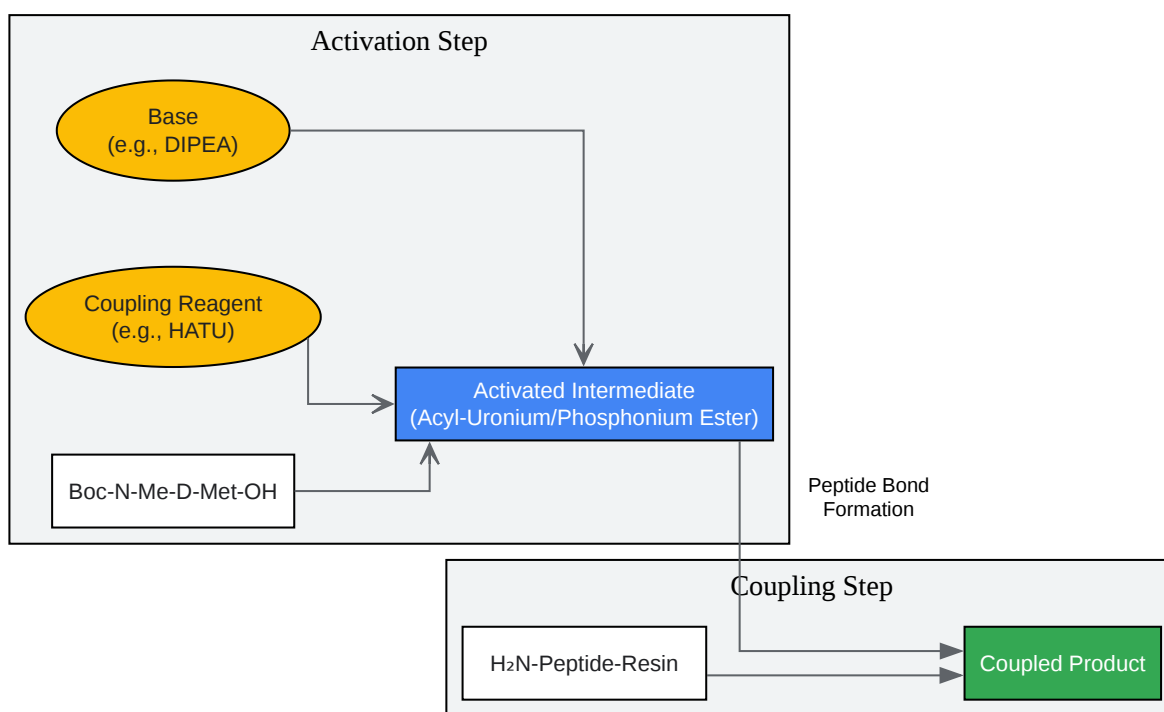 Activation Step
Base
(e.g., DIPEA)
Coupling Reagent
(e.g., HATU)
Activated Intermediate
(Acyl-Uronium/Phosphonium Ester)
Boc-N-Me-D-Met-OH
Peptide Bond
Formation
Coupling Step
H₂N-Peptide-Resin
Coupled Product